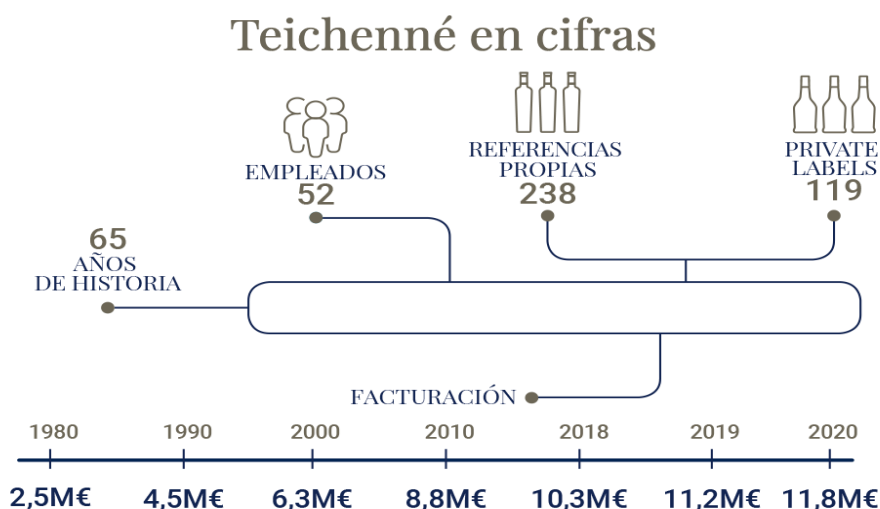 Teichenné en cifras
EMPLEADOS
52
REFERENCIAS
PROPIAS
238
PRIVATE
LABELS
119
65
AÑOS
DE HISTORIA
FACTURACIÓN
1980 1990 2000 2010 2018 2019 2020
2,5M€ 4,5M€ 6,3M€ 8,8M€ 10,3M€ 11,2M€ 11,8M€